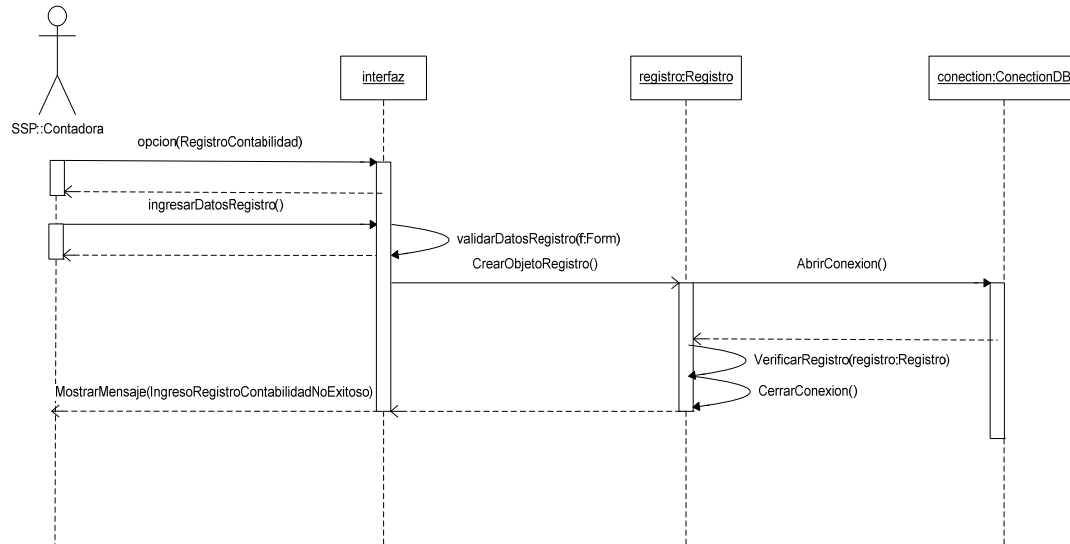 interfaz
registro:Registro
conection:ConectionDB
SSP::Contadora
opcion(RegistroContabilidad)
ingresarDatosRegistro()
validarDatosRegistro(f:Form)
CrearObjetoRegistro()
AbrirConexion()
VerificarRegistro(registro:Registro)
MostrarMensaje(IngresoRegistroContabilidadNoExitoso)
CerrarConexion()